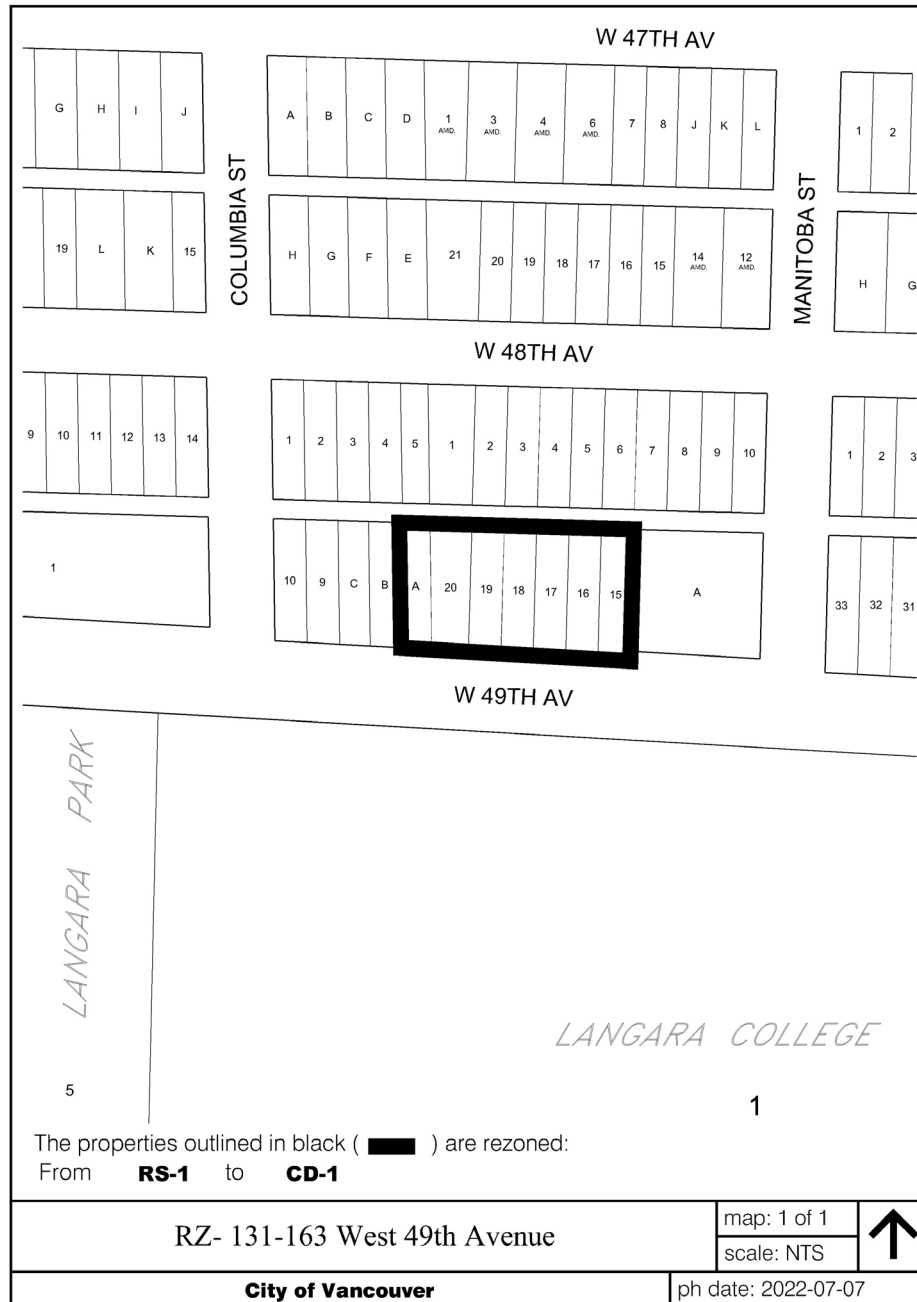 W 47TH AV
G H I J
A B C D 1 3 4 6 7 8 J K L
AMD. AMD. AMD. AMD.
1 2
COLUMBIA ST
MANITOBA ST
19 L K 15
H G F E 21 20 19 18 17 16 15 14 12
AMD. AMD.
H G
W 48TH AV
9 10 11 12 13 14
1 2 3 4 5 1 2 3 4 5 6 7 8 9 10
1 2 3
1
10 9 C B A 20 19 18 17 16 15 A
33 32 31
W 49TH AV
LANGARA PARK
LANGARA COLLEGE
5
1
The properties outlined in black ( ) are rezoned:
From RS-1 to CD-1
RZ- 131-163 West 49th Avenue
map: 1 of 1
scale: NTS
City of Vancouver
ph date: 2022-07-07